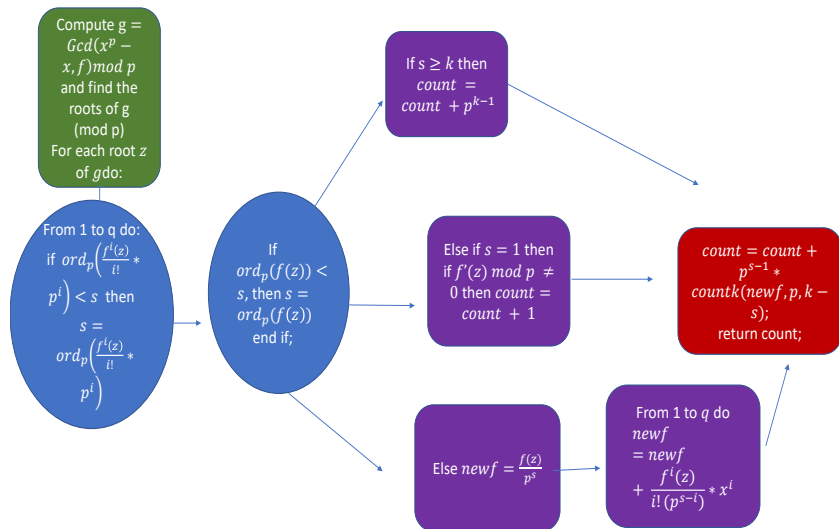 Compute g =
Gcd(x^p −
x, f)mod p
and find the
roots of g
(mod p)
For each root z
of gdo:
From 1 to q do:
if ord_p(f^i(z)/i! *
p^i) < s then
s =
ord_p(f^i(z)/i! *
p^i)
If
ord_p(f(z)) <
s, then s =
ord_p(f(z))
end if;
If s ≥ k then
count =
count + p^{k−1}
Else if s = 1 then
if f′(z) mod p ≠
0 then count =
count + 1
Else newf = f(z)/p^s
From 1 to q do
newf
= newf
+ f^i(z)/i! (p^{s−i}) * x^i
count = count +
p^{s−1} *
countk(newf, p, k −
s);
return count;